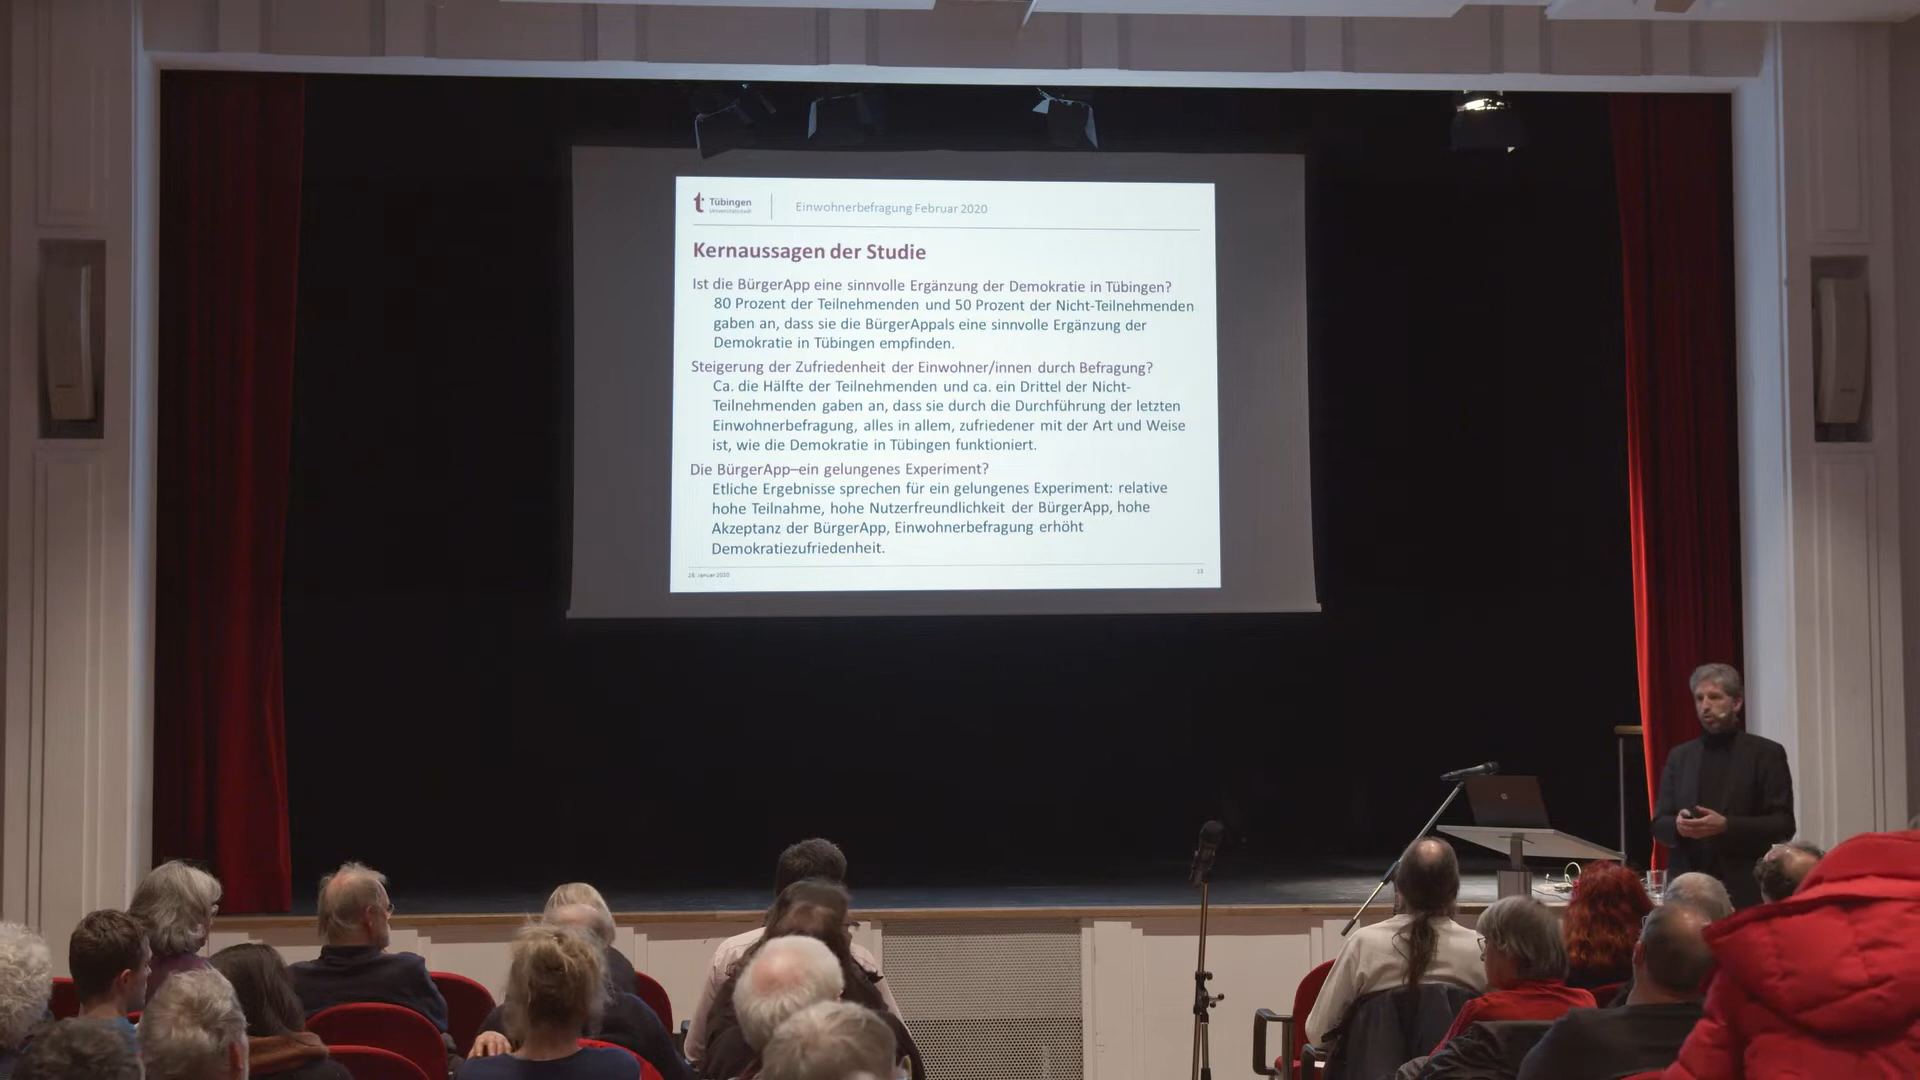 Tübingen
Universitätsstadt
Einwohnerbefragung Februar 2020
Kernaussagen der Studie
Ist die BürgerApp eine sinnvolle Ergänzung der Demokratie in Tübingen?
80 Prozent der Teilnehmenden und 50 Prozent der Nicht-Teilnehmenden
gaben an, dass sie die BürgerAppals eine sinnvolle Ergänzung der
Demokratie in Tübingen empfinden.
Steigerung der Zufriedenheit der Einwohner/innen durch Befragung?
Ca. die Hälfte der Teilnehmenden und ca. ein Drittel der Nicht-
Teilnehmenden gaben an, dass sie durch die Durchführung der letzten
Einwohnerbefragung, alles in allem, zufriedener mit der Art und Weise
ist, wie die Demokratie in Tübingen funktioniert.
Die BürgerApp–ein gelungenes Experiment?
Etliche Ergebnisse sprechen für ein gelungenes Experiment: relative
hohe Teilnahme, hohe Nutzerfreundlichkeit der BürgerApp, hohe
Akzeptanz der BürgerApp, Einwohnerbefragung erhöht
Demokratiezufriedenheit.
28. Januar 2020
23